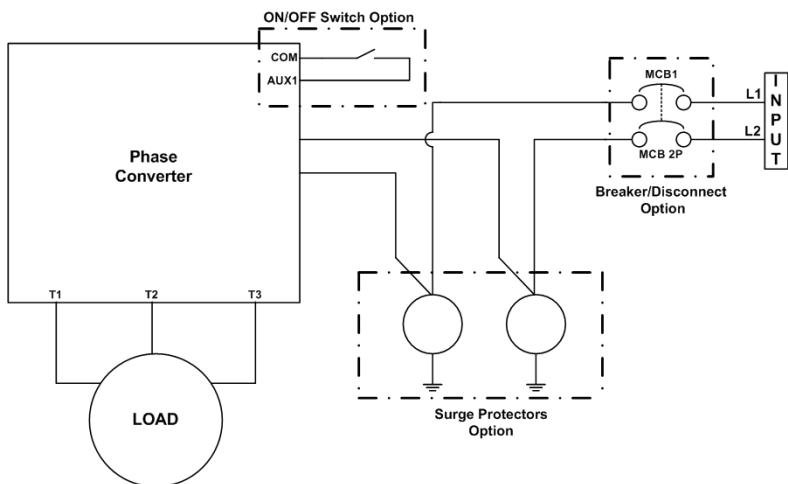 ON/OFF Switch Option
COM
AUX1
MCB1
L1
L2
INPUT
MCB 2P
Breaker/Disconnect
Option
Phase
Converter
T1
T2
T3
LOAD
Surge Protectors
Option